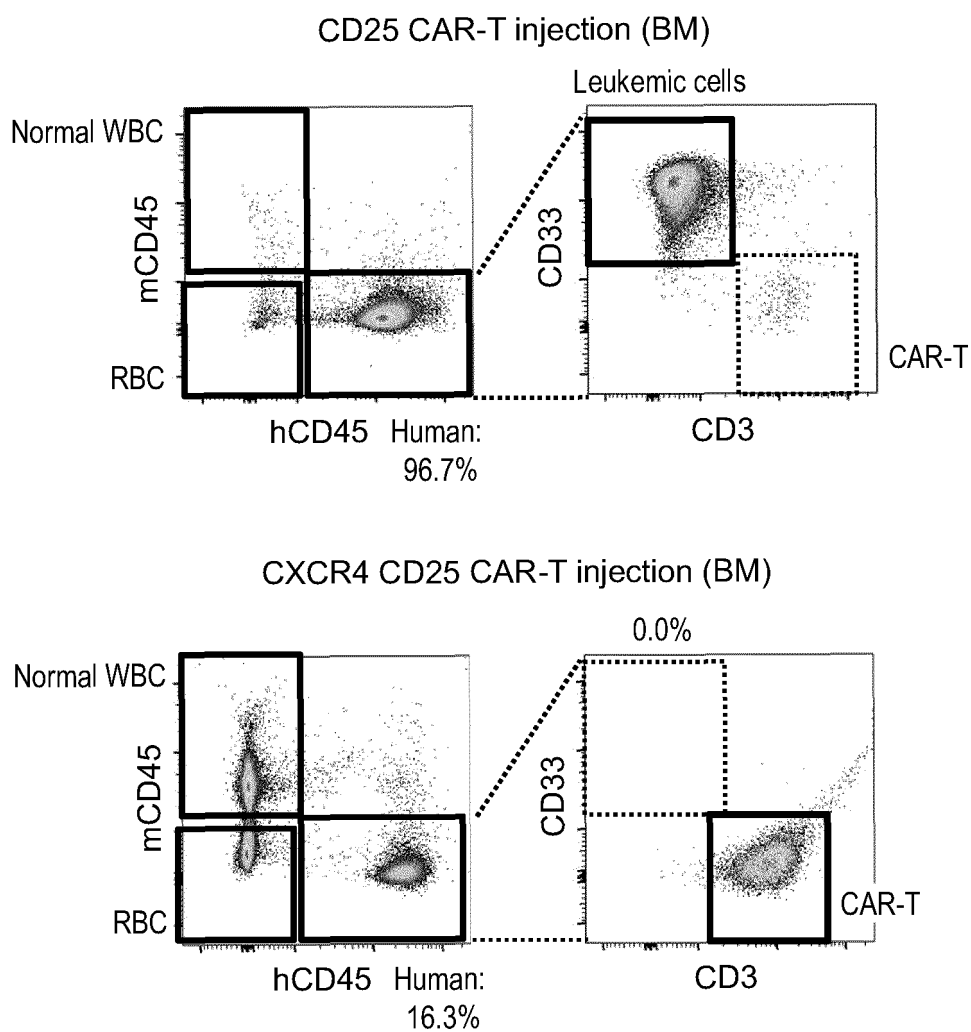 CD25 CAR-T injection (BM)
Leukemic cells
Normal WBC
mCD45
RBC
hCD45 Human:
96.7%
CD33
CAR-T
CD3
CXCR4 CD25 CAR-T injection (BM)
0.0%
Normal WBC
mCD45
RBC
hCD45 Human:
16.3%
CD33
CAR-T
CD3